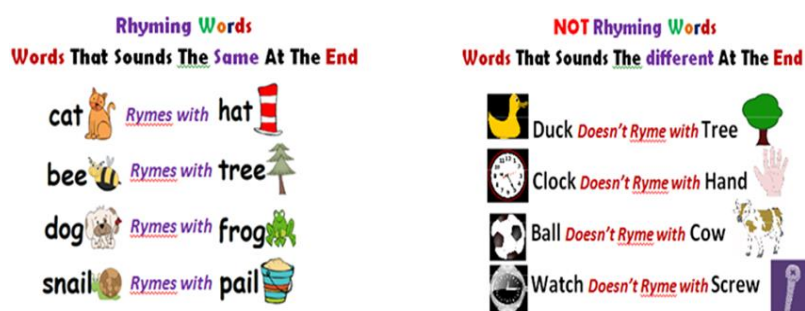 Rhyming Words
Words That Sounds The Same At The End
cat Rymes with hat
bee Rymes with tree
dog Rymes with frog
snail Rymes with pail
NOT Rhyming Words
Words That Sounds The different At The End
Duck Doesn't Ryme with Tree
Clock Doesn't Ryme with Hand
Ball Doesn't Ryme with Cow
Watch Doesn't Ryme with Screw